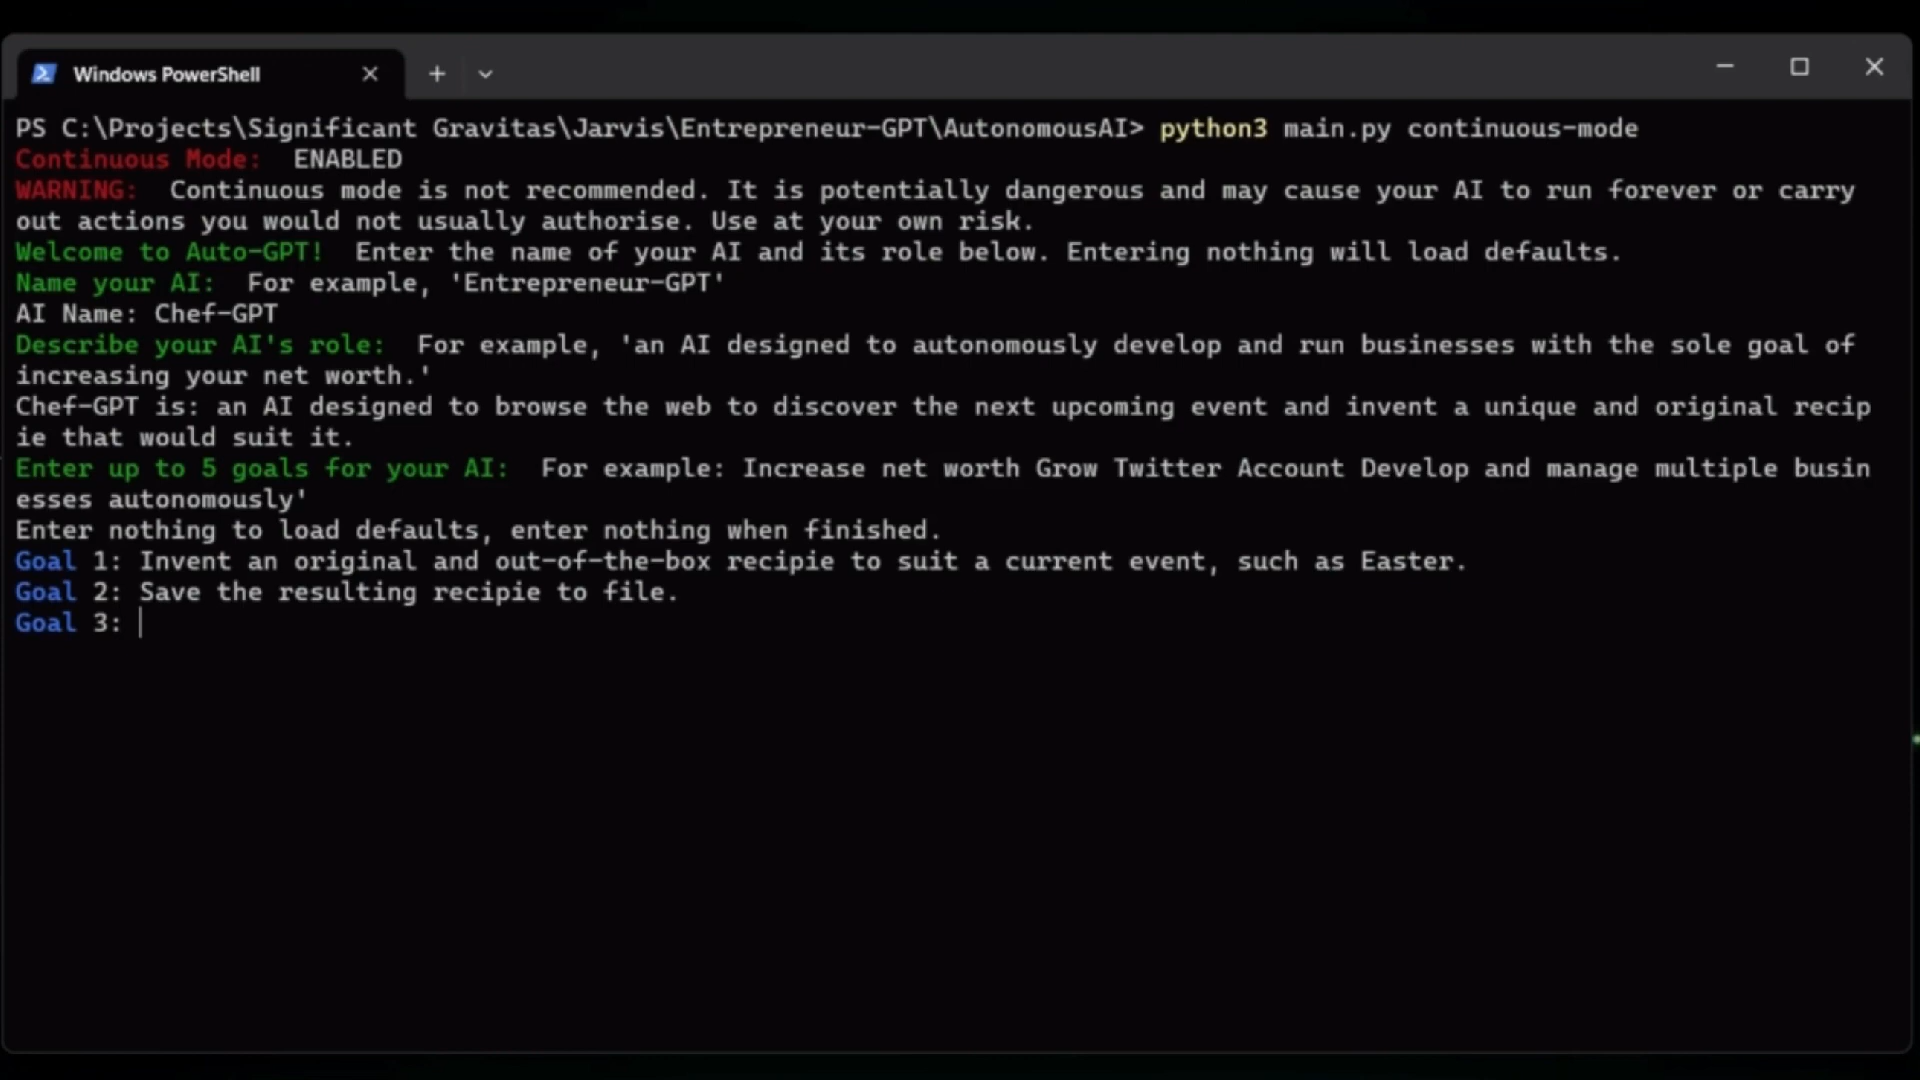 Windows PowerShell
PS C:\Projects\Significant Gravitas\Jarvis\Entrepreneur-GPT\AutonomousAI> python3 main.py continuous-mode
Continuous Mode:  ENABLED
WARNING:  Continuous mode is not recommended. It is potentially dangerous and may cause your AI to run forever or carry
out actions you would not usually authorise. Use at your own risk.
Welcome to Auto-GPT!  Enter the name of your AI and its role below. Entering nothing will load defaults.
Name your AI:  For example, 'Entrepreneur-GPT'
AI Name: Chef-GPT
Describe your AI's role:  For example, 'an AI designed to autonomously develop and run businesses with the sole goal of
increasing your net worth.'
Chef-GPT is: an AI designed to browse the web to discover the next upcoming event and invent a unique and original recip
ie that would suit it.
Enter up to 5 goals for your AI:  For example: Increase net worth Grow Twitter Account Develop and manage multiple busin
esses autonomously'
Enter nothing to load defaults, enter nothing when finished.
Goal 1: Invent an original and out-of-the-box recipie to suit a current event, such as Easter.
Goal 2: Save the resulting recipie to file.
Goal 3: